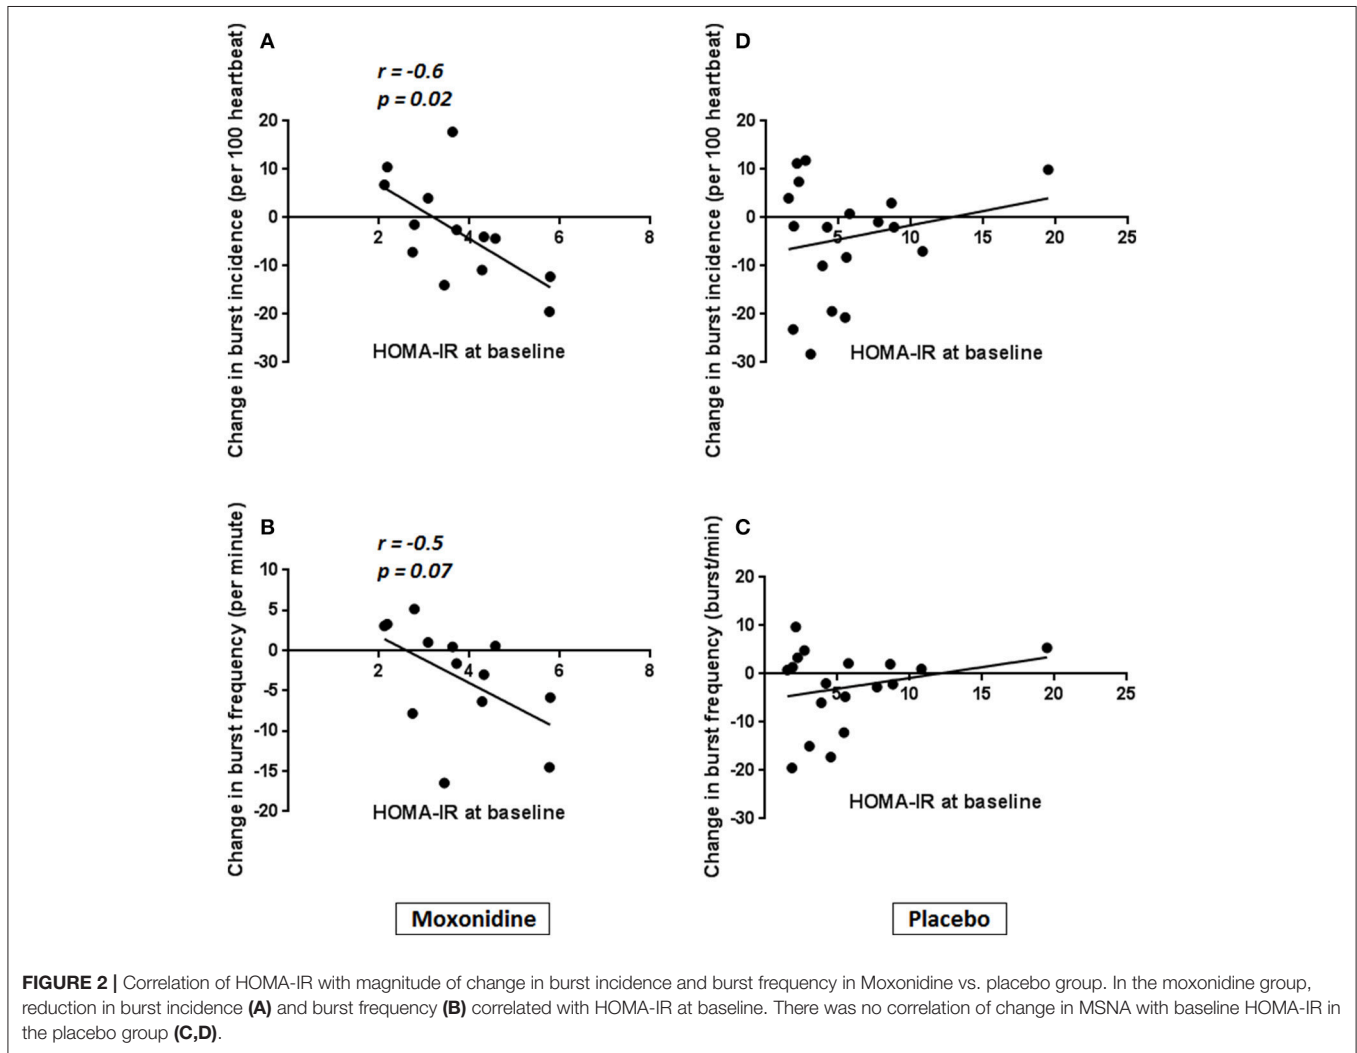 A
r = -0.6
p = 0.02
Change in burst incidence (per 100 heartbeat)
20
10
0
-10
-20
-30
2
4
6
8
HOMA-IR at baseline
D
Change in burst incidence (per 100 heartbeat)
20
10
0
-10
-20
-30
5
10
15
20
25
HOMA-IR at baseline
B
r = -0.5
p = 0.07
Change in burst frequency (per minute)
10
5
0
-5
-10
-15
-20
2
4
6
8
HOMA-IR at baseline
C
Change in burst frequency (burst/min)
20
10
0
-10
-20
-30
5
10
15
20
25
HOMA-IR at baseline
Moxonidine
Placebo
FIGURE 2 | Correlation of HOMA-IR with magnitude of change in burst incidence and burst frequency in Moxonidine vs. placebo group. In the moxonidine group,
reduction in burst incidence (A) and burst frequency (B) correlated with HOMA-IR at baseline. There was no correlation of change in MSNA with baseline HOMA-IR in
the placebo group (C,D).